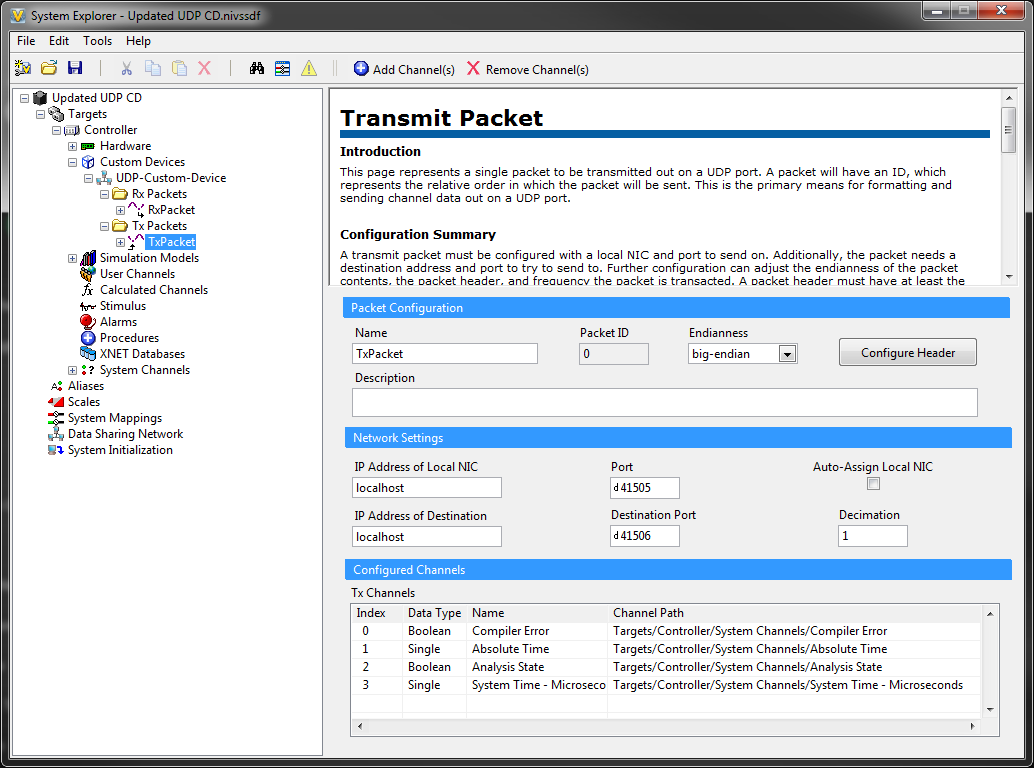 System Explorer - Updated UDP CD.nivssdf
File Edit Tools Help
Add Channel(s) Remove Channel(s)
Updated UDP CD
Targets
Controller
Hardware
Custom Devices
UDP-Custom-Device
Rx Packets
RxPacket
Tx Packets
TxPacket
Simulation Models
User Channels
Calculated Channels
Stimulus
Alarms
Procedures
XNET Databases
System Channels
Aliases
Scales
System Mappings
Data Sharing Network
System Initialization
Transmit Packet
Introduction
This page represents a single packet to be transmitted out on a UDP port. A packet will have an ID, which
represents the relative order in which the packet will be sent. This is the primary means for formatting and
sending channel data out on a UDP port.
Configuration Summary
A transmit packet must be configured with a local NIC and port to send on. Additionally, the packet needs a
destination address and port to try to send to. Further configuration can adjust the endianness of the packet
contents, the packet header, and frequency the packet is transacted. A packet header must have at least the
Packet Configuration
Name Packet ID Endianness
TxPacket 0 big-endian Configure Header
Description
Network Settings
IP Address of Local NIC Port Auto-Assign Local NIC
localhost d 41505
IP Address of Destination Destination Port Decimation
localhost d 41506 1
Configured Channels
Tx Channels
Index Data Type Name Channel Path
0 Boolean Compiler Error Targets/Controller/System Channels/Compiler Error
1 Single Absolute Time Targets/Controller/System Channels/Absolute Time
2 Boolean Analysis State Targets/Controller/System Channels/Analysis State
3 Single System Time - Microseco Targets/Controller/System Channels/System Time - Microseconds